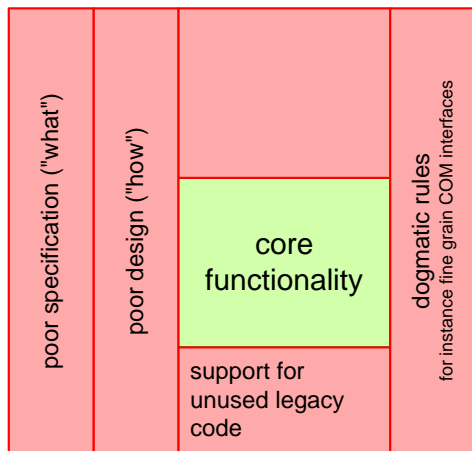 poor specification ("what")
poor design ("how")
core
functionality
support for
unused legacy
code
dogmatic rules
for instance fine grain COM interfaces